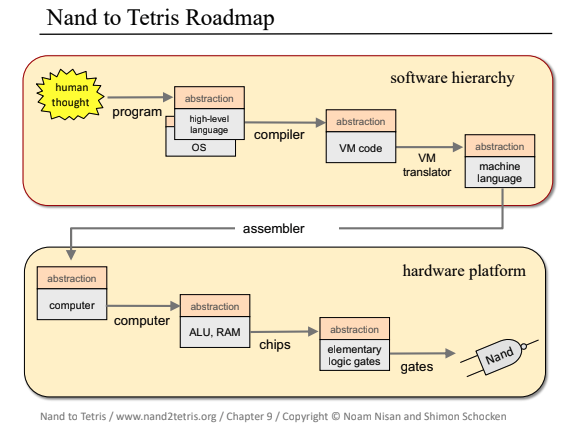 Nand to Tetris Roadmap
software hierarchy
human
thought
program
abstraction
high-level
language
OS
compiler
abstraction
VM code
VM
translator
abstraction
machine
language
assembler
hardware platform
abstraction
computer
computer
abstraction
ALU, RAM
chips
abstraction
elementary
logic gates
gates
Nand
Nand to Tetris / www.nand2tetris.org / Chapter 9 / Copyright © Noam Nisan and Shimon Schocken